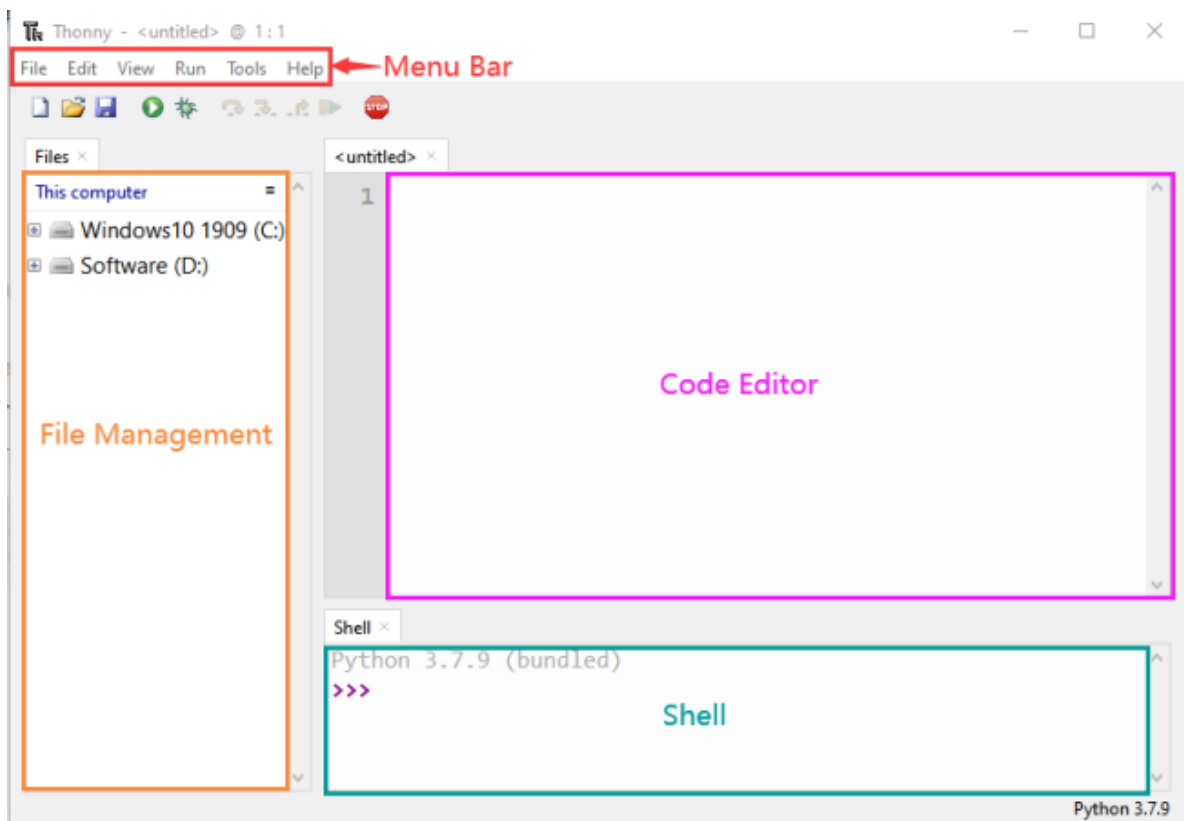 Thonny - <untitled> @ 1:1
File Edit View Run Tools Help
Menu Bar
STOP
Files
<untitled>
This computer
1
Windows10 1909 (C:)
Software (D:)
Code Editor
File Management
Shell
Python 3.7.9 (bundled)
>>>
Shell
Python 3.7.9